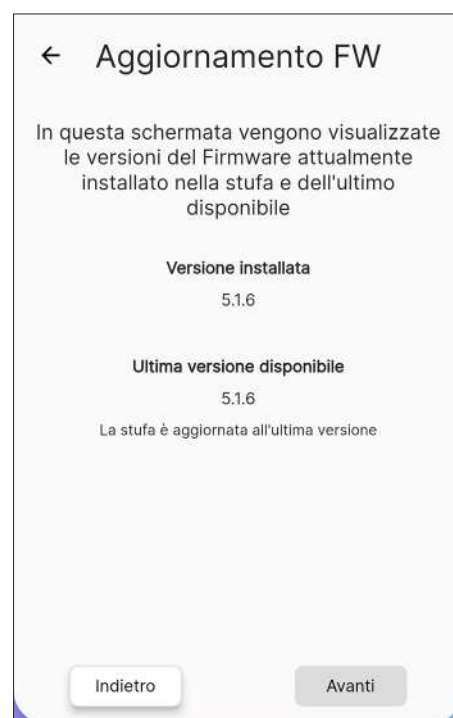 Aggiornamento FW
In questa schermata vengono visualizzate
le versioni del Firmware attualmente
installato nella stufa e dell'ultimo
disponibile
Versione installata
5.1.6
Ultima versione disponibile
5.1.6
La stufa è aggiornata all'ultima versione
Indietro
Avanti